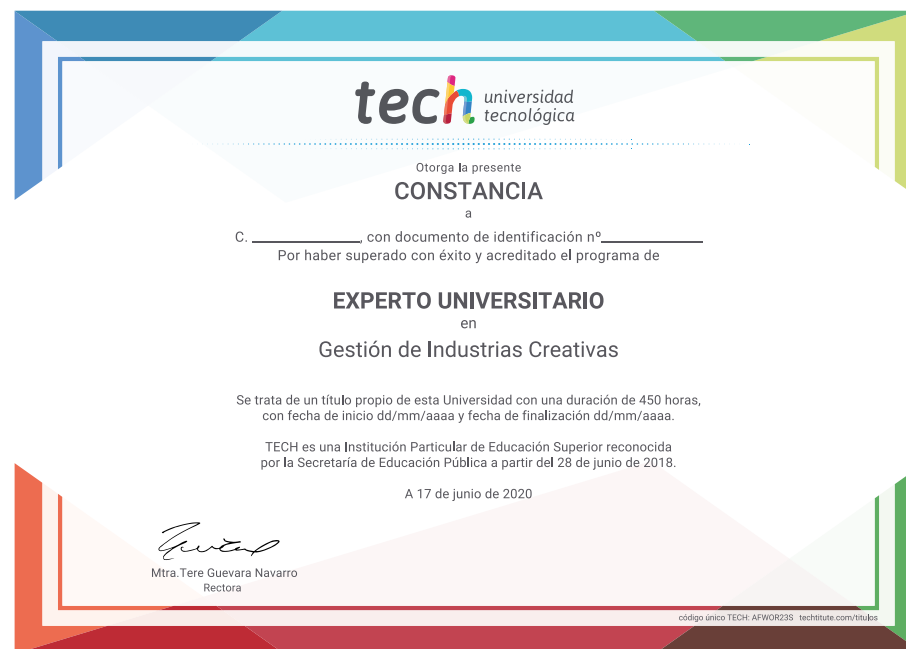 tech universidad
tecnológica
Otorga la presente
CONSTANCIA
a
C. ______________, con documento de identificación nº______________
Por haber superado con éxito y acreditado el programa de
EXPERTO UNIVERSITARIO
en
Gestión de Industrias Creativas
Se trata de un título propio de esta Universidad con una duración de 450 horas,
con fecha de inicio dd/mm/aaaa y fecha de finalización dd/mm/aaaa.
TECH es una Institución Particular de Educación Superior reconocida
por la Secretaría de Educación Pública a partir del 28 de junio de 2018.
A 17 de junio de 2020
Mtra.Tere Guevara Navarro
Rectora
código único TECH: AFWOR23S techtitute.com/titulos